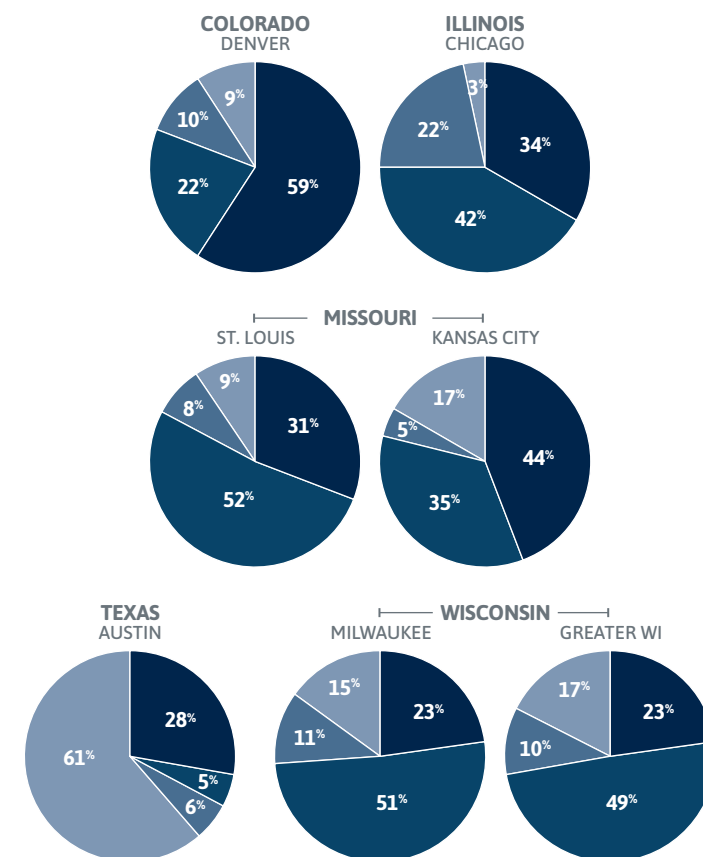 COLORADO
DENVER
9%
10%
22%
59%
ILLINOIS
CHICAGO
3%
22%
34%
42%
MISSOURI
ST. LOUIS
9%
8%
31%
52%
KANSAS CITY
17%
5%
44%
35%
TEXAS
AUSTIN
28%
61%
5%
6%
WISCONSIN
MILWAUKEE
15%
23%
11%
51%
GREATER WI
17%
23%
10%
49%